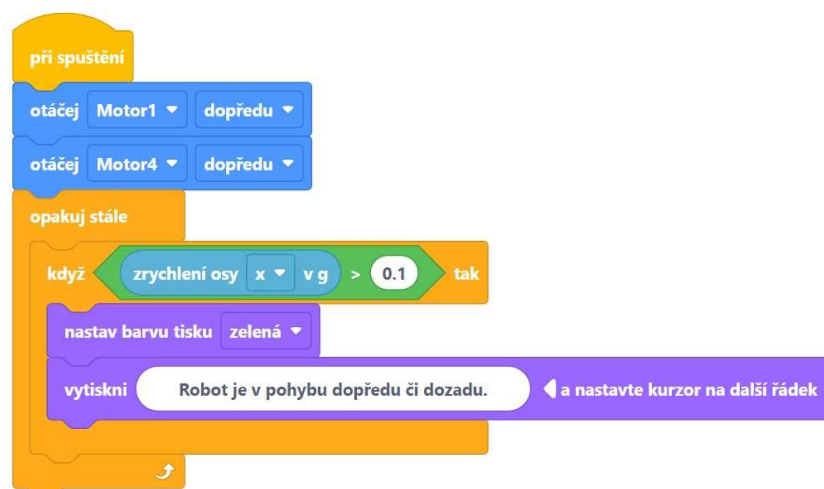 při spuštění
otáčej Motor1 dopředu
otáčej Motor4 dopředu
opakuj stále
když zrychlení osy x v g > 0.1 tak
nastav barvu tisku zelená
vytiskni Robot je v pohybu dopředu či dozadu. a nastavte kurzor na další řádek